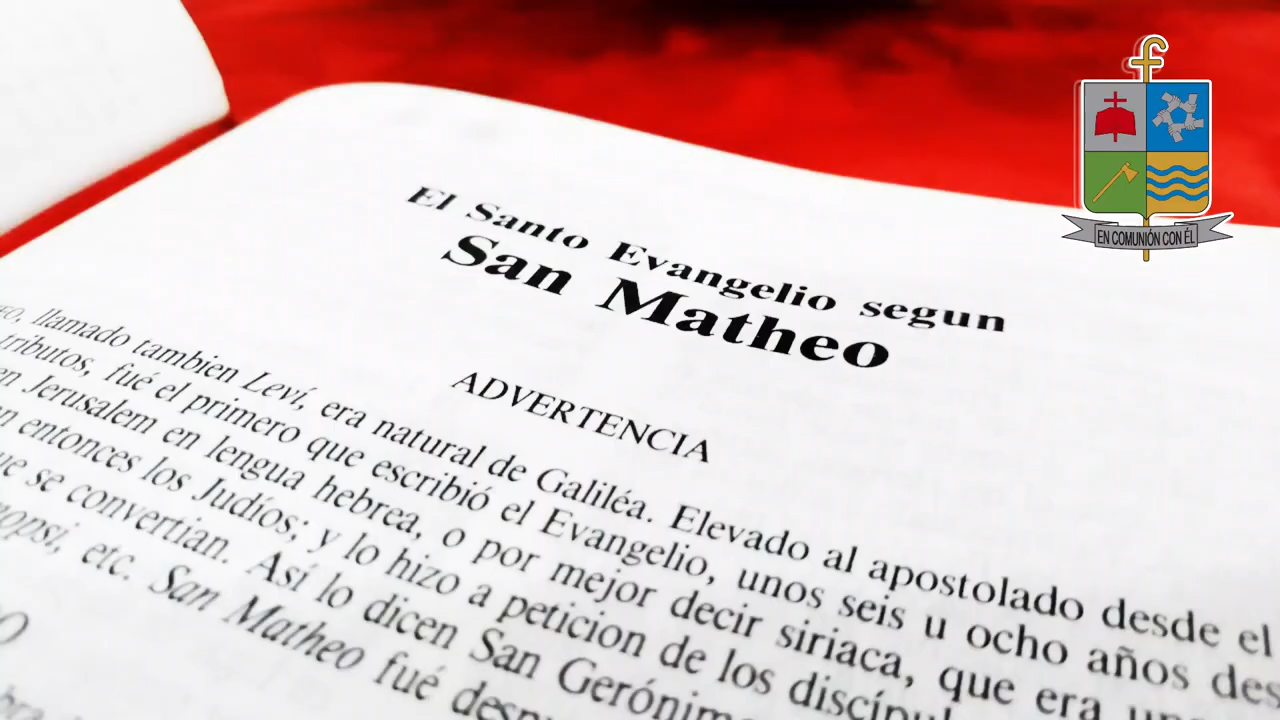 El Santo Evangelio segun
San Matheo
ADVERTENCIA
llamado tambien Leví, era natural de Galiléa. Elevado al apostolado desde el
tributos, fué el primero que escribió el Evangelio, unos seis u ocho años des
en Jerusalem en lengua hebrea, o por mejor decir siriaca, que era
entonces los Judíos; y lo hizo a peticion de los discípul
se convertian. Así lo dicen San Geróni
etc. San Matheo fué desp
EN COMUNIÓN CON ÉL